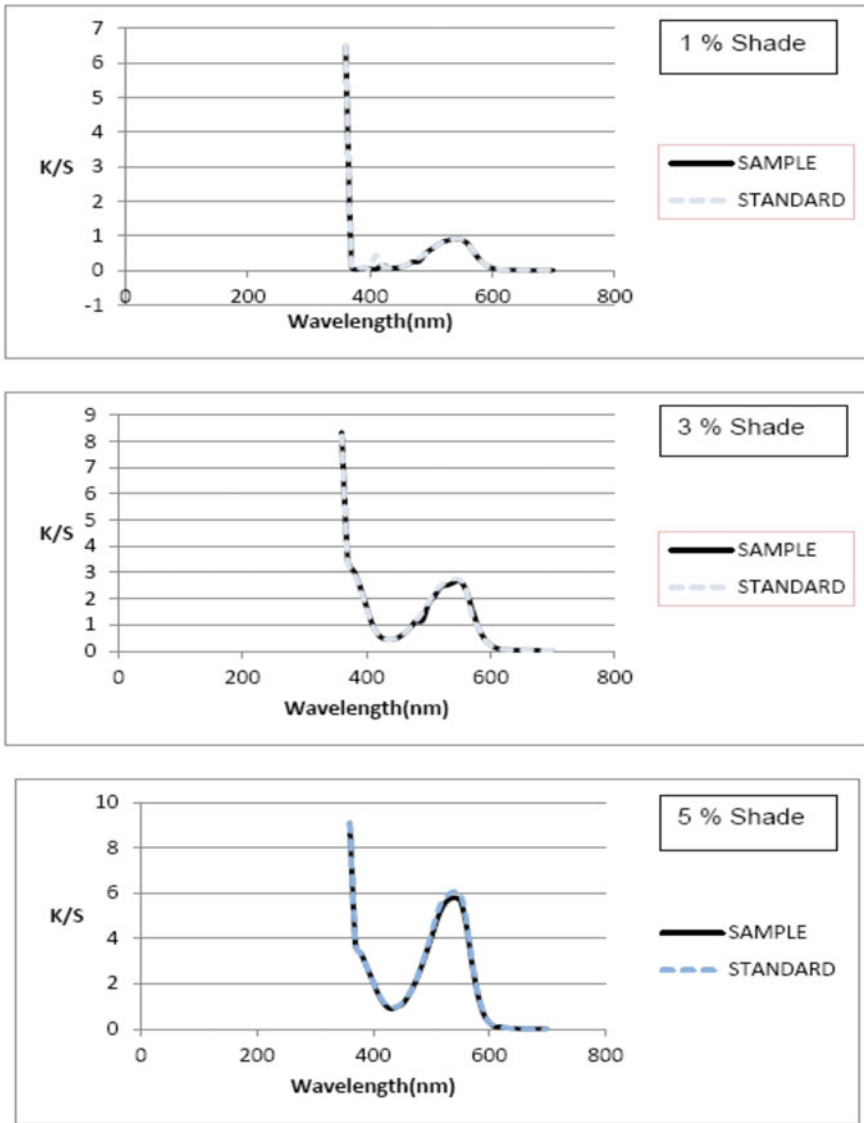 7
6
5
4
3
2
1
0
-1
K/S
0 200 400 600 800
Wavelength(nm)
1 % Shade
SAMPLE
STANDARD
9
8
7
6
5
4
3
2
1
0
K/S
0 200 400 600 800
Wavelength(nm)
3 % Shade
SAMPLE
STANDARD
10
8
6
4
2
0
K/S
0 200 400 600 800
Wavelength(nm)
5 % Shade
SAMPLE
STANDARD